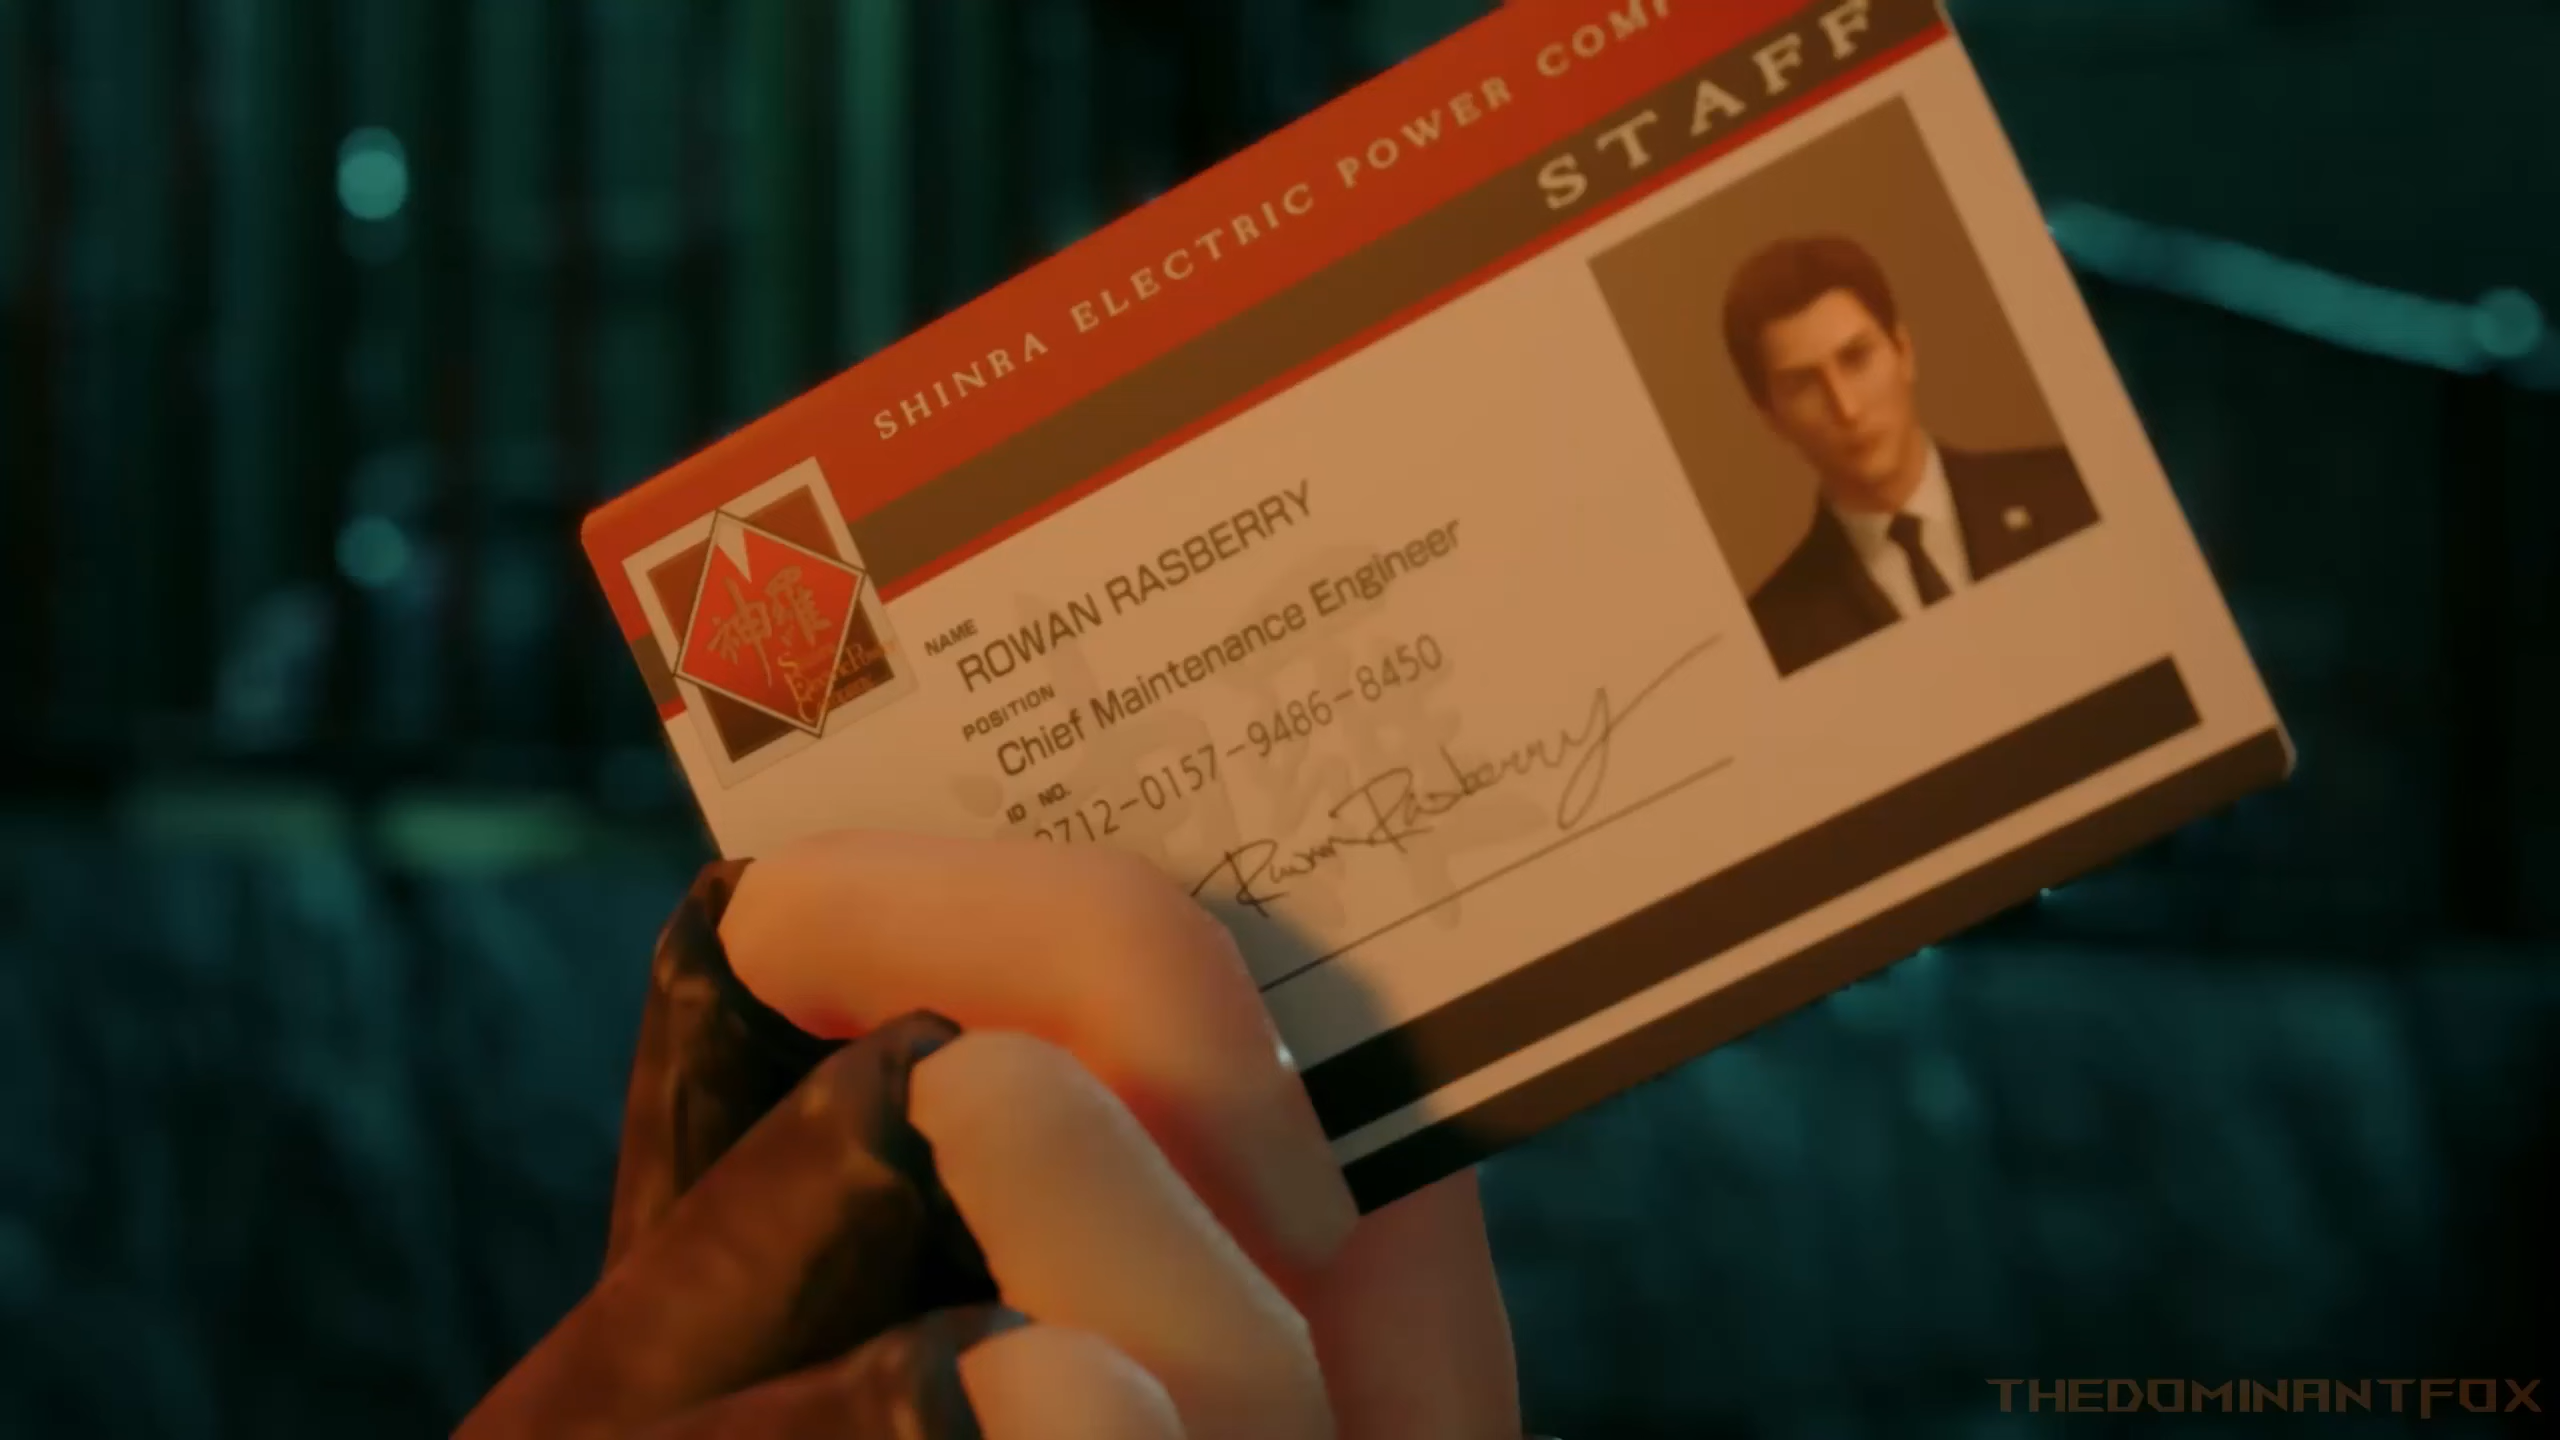 SHINRA ELECTRIC POWER COMP
STAFF
神羅
NAME
ROWAN RASBERRY
POSITION
Chief Maintenance Engineer
ID NO.
0712-0157-9486-8450
Rowan Rasberry
THEDOMINANTFOX